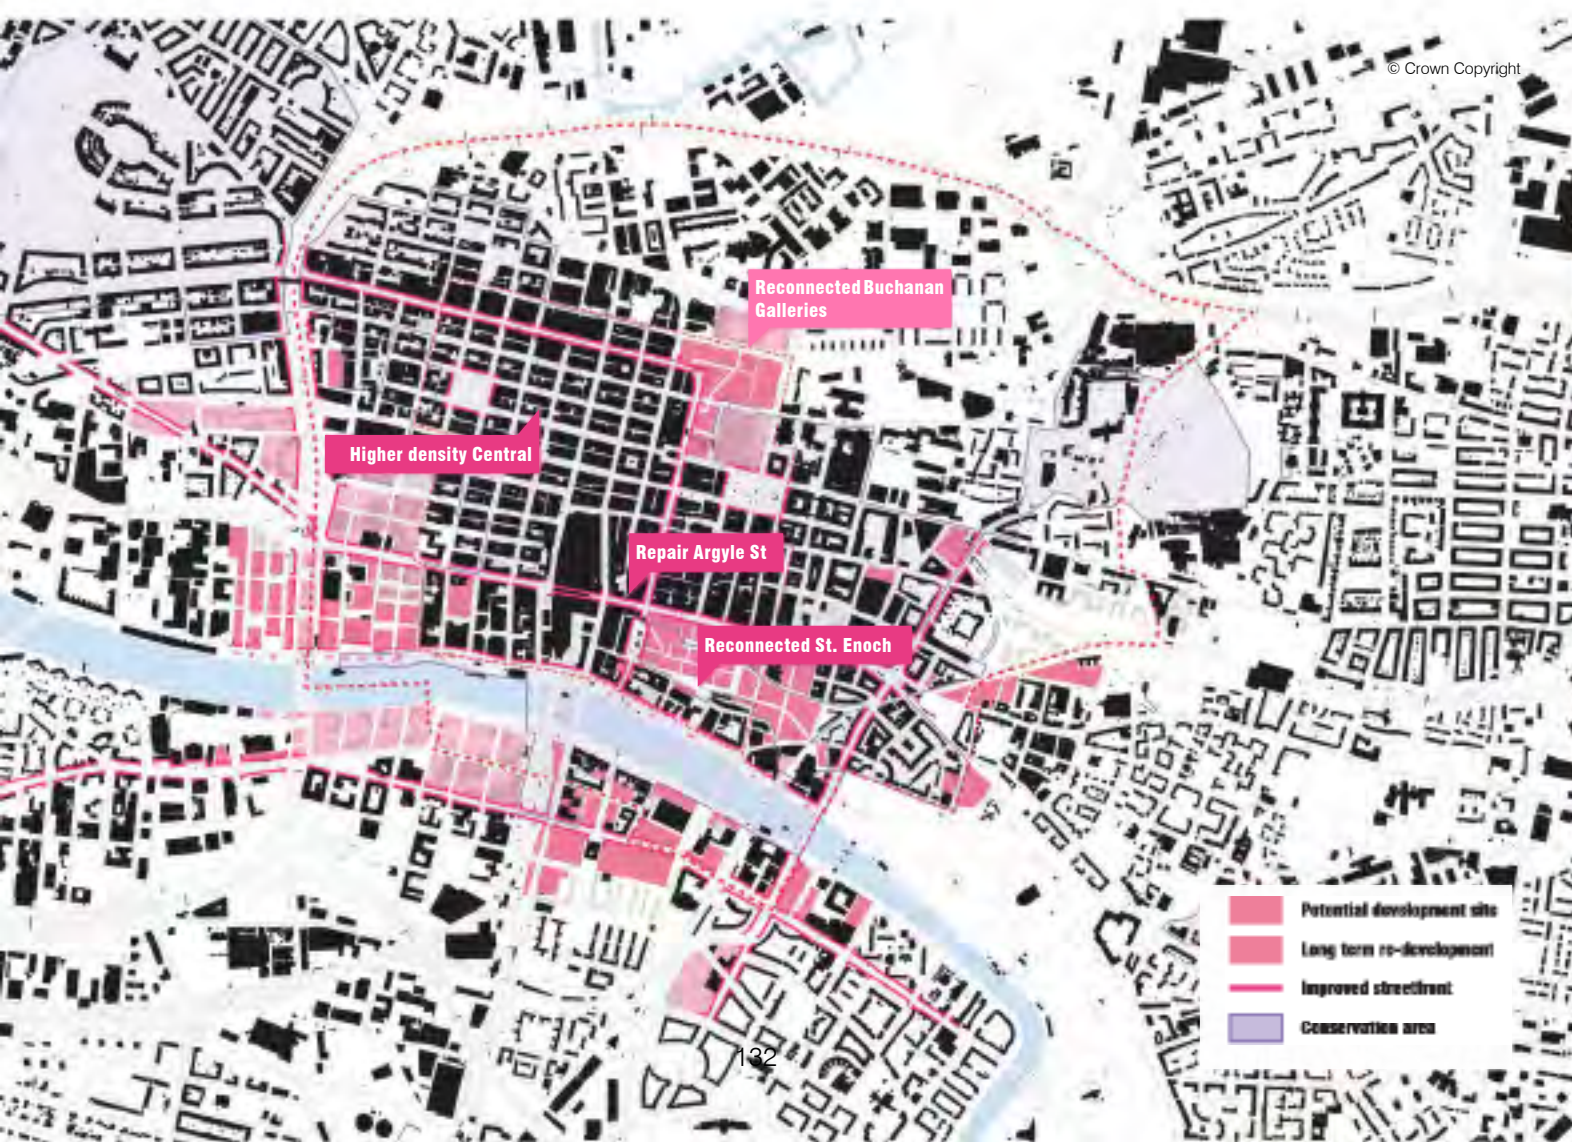 © Crown Copyright
Reconnected Buchanan
Galleries
Higher density Central
Repair Argyle St
Reconnected St. Enoch
Potential development site
Long term re-development
Improved streetfront
Conservation area
132